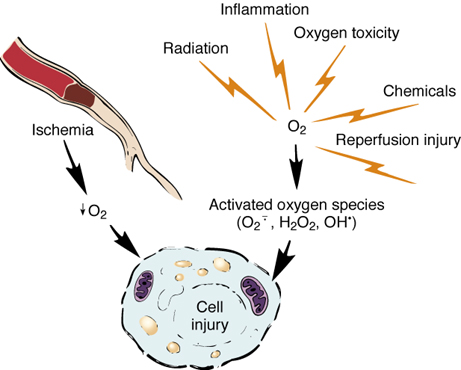 Inflammation
Radiation
Oxygen toxicity
Chemicals
O₂
Reperfusion injury
Ischemia
↓O₂
Activated oxygen species
(O₂⁻̇, H₂O₂, OH•)
Cell
injury